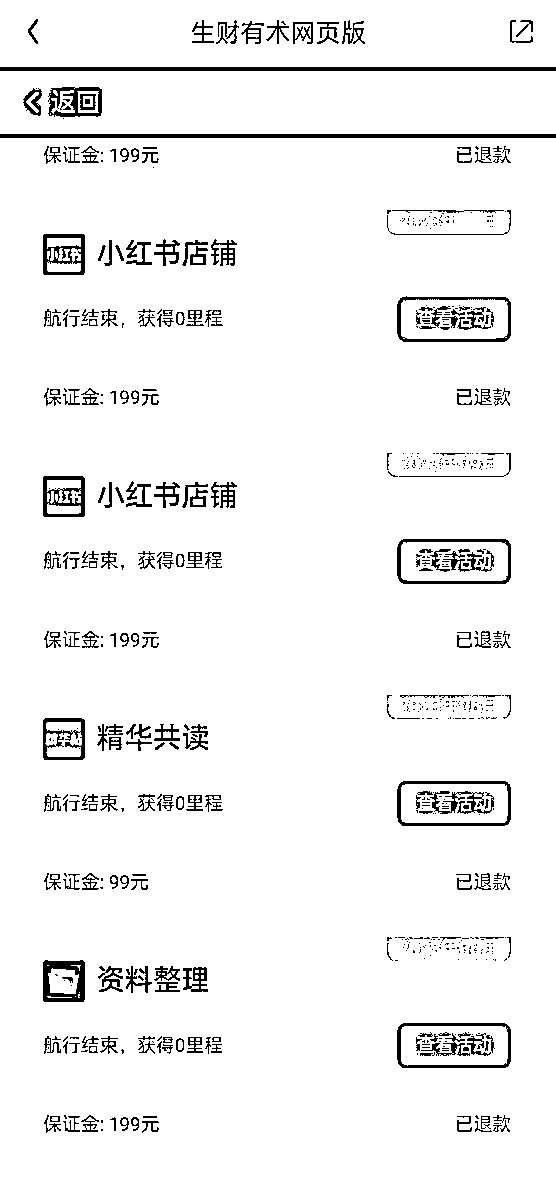 生财有术网页版
返回
保证金: 199元 已退款
小红书店铺
航行结束，获得0里程 查看活动
保证金: 199元 已退款
小红书店铺
航行结束，获得0里程 查看活动
保证金: 199元 已退款
精华共读
航行结束，获得0里程 查看活动
保证金: 99元 已退款
资料整理
航行结束，获得0里程 查看活动
保证金: 199元 已退款